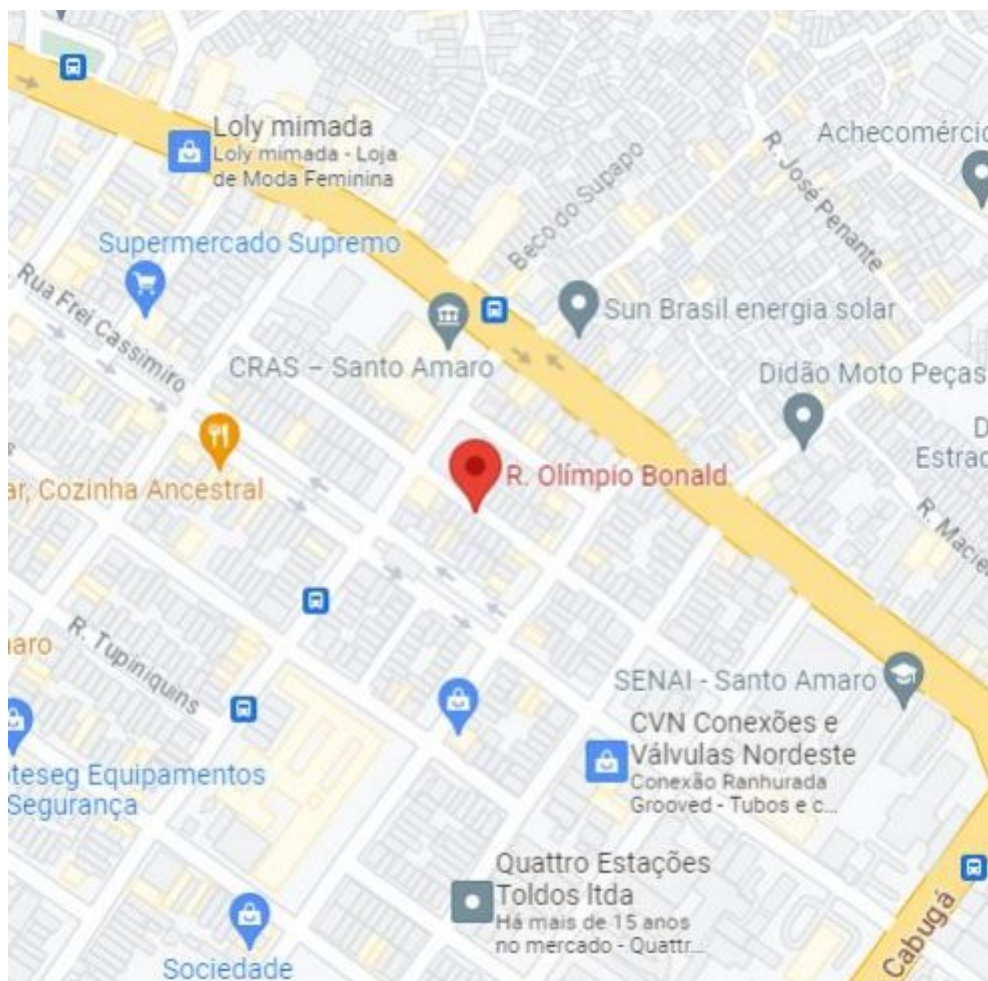 Loly mimada
Loly mimada - Loja
de Moda Feminina
Achecomércio
R. José Penante
Beco do Supapo
Supermercado Supremo
Rua Frei Cassimiro
Sun Brasil energia solar
CRAS – Santo Amaro
Didão Moto Peças
D
Estrad
R. Olímpio Bonald
ar, Cozinha Ancestral
R. Maciel
R. Tupiniquins
aro
SENAI - Santo Amaro
CVN Conexões e
Válvulas Nordeste
Conexão Ranhurada
Grooved - Tubos e c...
oteseg Equipamentos
Segurança
Quattro Estações
Toldos ltda
Há mais de 15 anos
no mercado - Quattr...
Sociedade
Cabugá